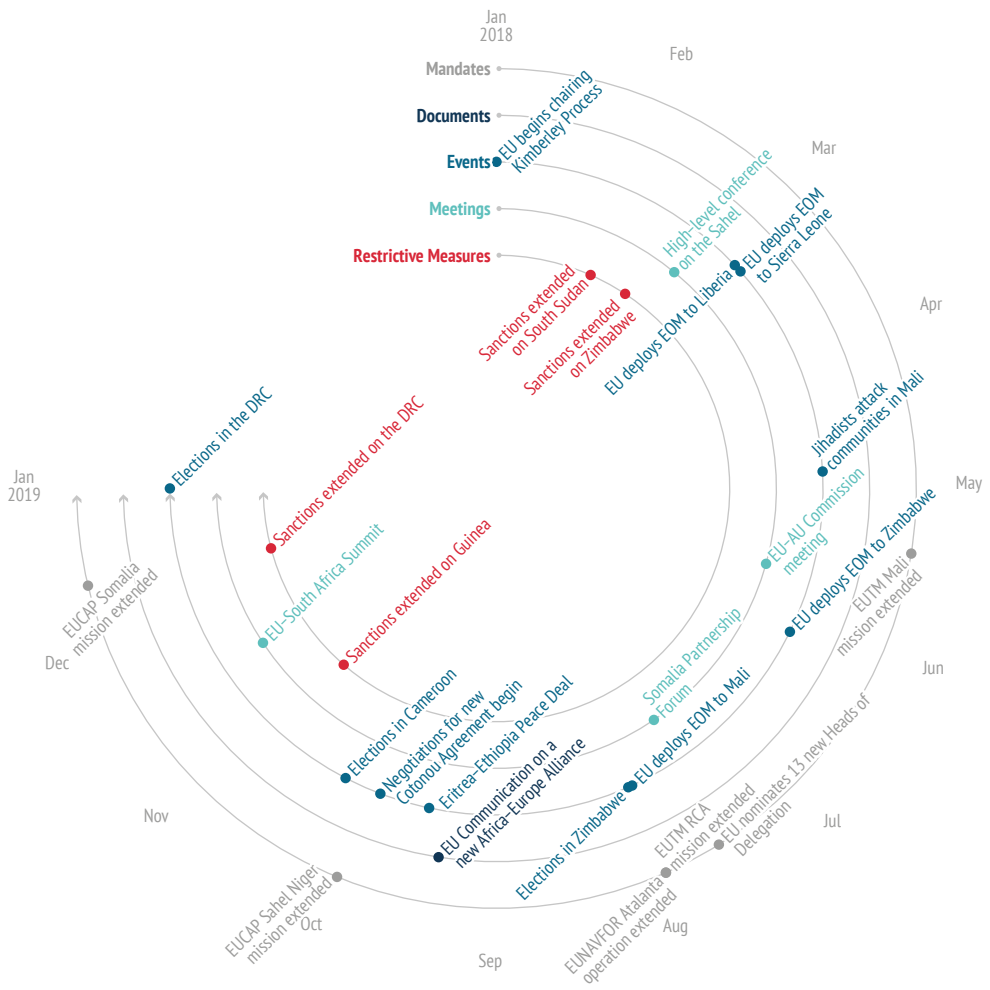 Jan
2018
Feb
Mandates
Documents
Events
Meetings
Restrictive Measures
EU begins chairing
Kimberley Process
Mar
High-level conference
on the Sahel
EU deploys EOM
to Sierra Leone
EU deploys EOM to Liberia
Sanctions extended
on South Sudan
Sanctions extended
on Zimbabwe
Apr
Jihadists attack
communities in Mali
May
EU-AU Commission
meeting
EU deploys EOM to Zimbabwe
EUTM Mali
mission extended
Jun
Somalia Partnership
Forum
EU deploys EOM to Mali
Elections in Zimbabwe
EU nominates 13 new Heads of
Delegation
Jul
EUTM RCA
mission extended
EUNAVFOR Atalanta
operation extended
Aug
Sep
EU Communication on a
new Africa-Europe Alliance
Eritrea-Ethiopia Peace Deal
Negotiations for new
Cotonou Agreement begin
Elections in Cameroon
EUCAP Sahel Niger
mission extended
Oct
Nov
Sanctions extended on Guinea
EU-South Africa Summit
Sanctions extended on the DRC
EUCAP Somalia
mission extended
Dec
Elections in the DRC
Jan
2019